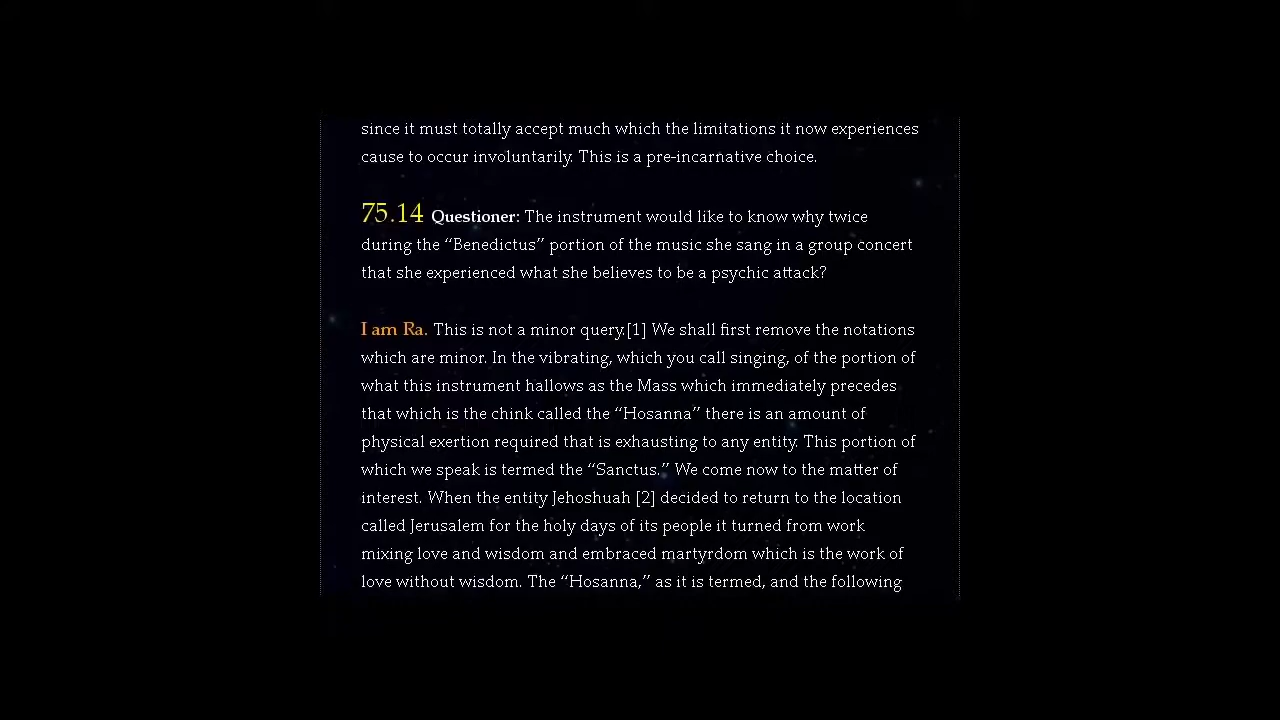 since it must totally accept much which the limitations it now experiences
cause to occur involuntarily. This is a pre-incarnative choice.
75.14 Questioner: The instrument would like to know why twice
during the “Benedictus” portion of the music she sang in a group concert
that she experienced what she believes to be a psychic attack?
I am Ra. This is not a minor query.[1] We shall first remove the notations
which are minor. In the vibrating, which you call singing, of the portion of
what this instrument hallows as the Mass which immediately precedes
that which is the chink called the “Hosanna” there is an amount of
physical exertion required that is exhausting to any entity. This portion of
which we speak is termed the “Sanctus.” We come now to the matter of
interest. When the entity Jehoshuah [2] decided to return to the location
called Jerusalem for the holy days of its people it turned from work
mixing love and wisdom and embraced martyrdom which is the work of
love without wisdom. The “Hosanna,” as it is termed, and the following